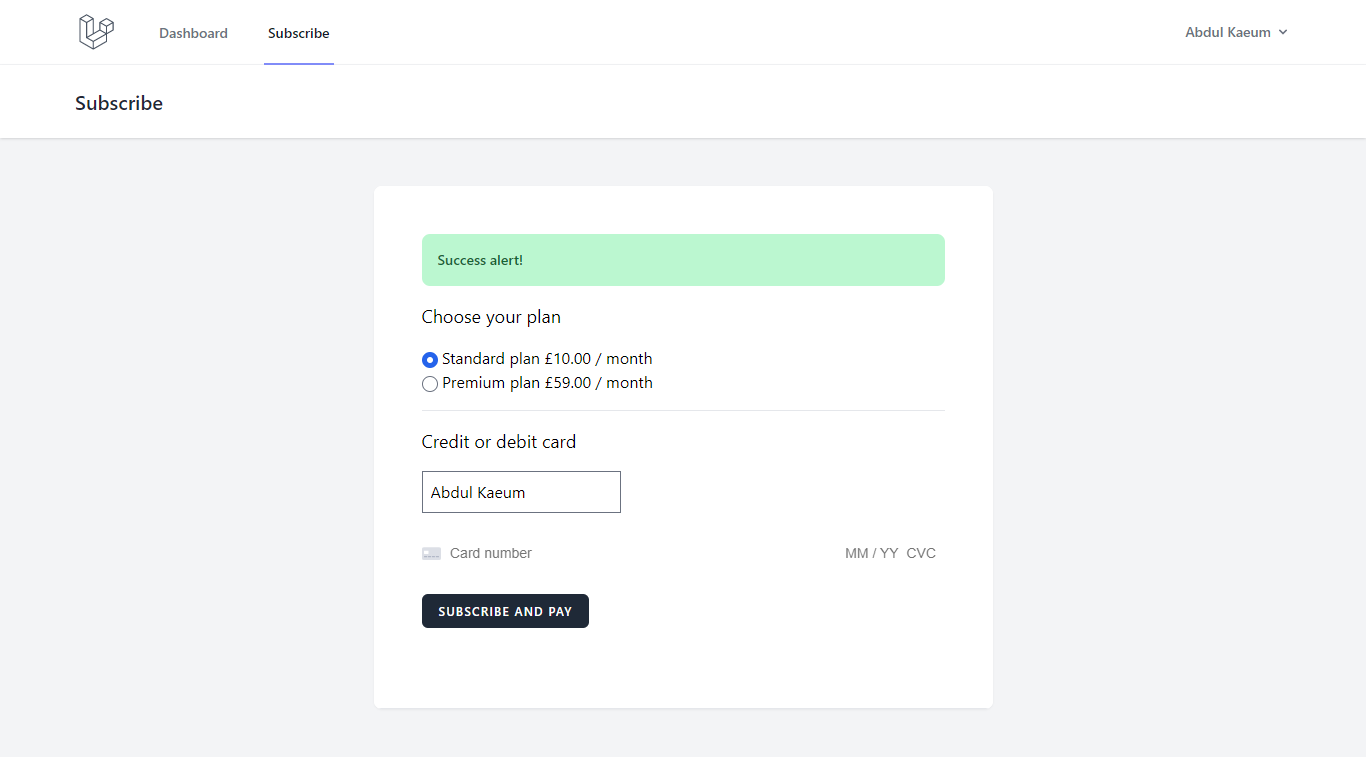 Dashboard
Subscribe
Abdul Kaeum
Subscribe
Success alert!
Choose your plan
Standard plan £10.00 / month
Premium plan £59.00 / month
Credit or debit card
Abdul Kaeum
Card number
MM / YY CVC
SUBSCRIBE AND PAY